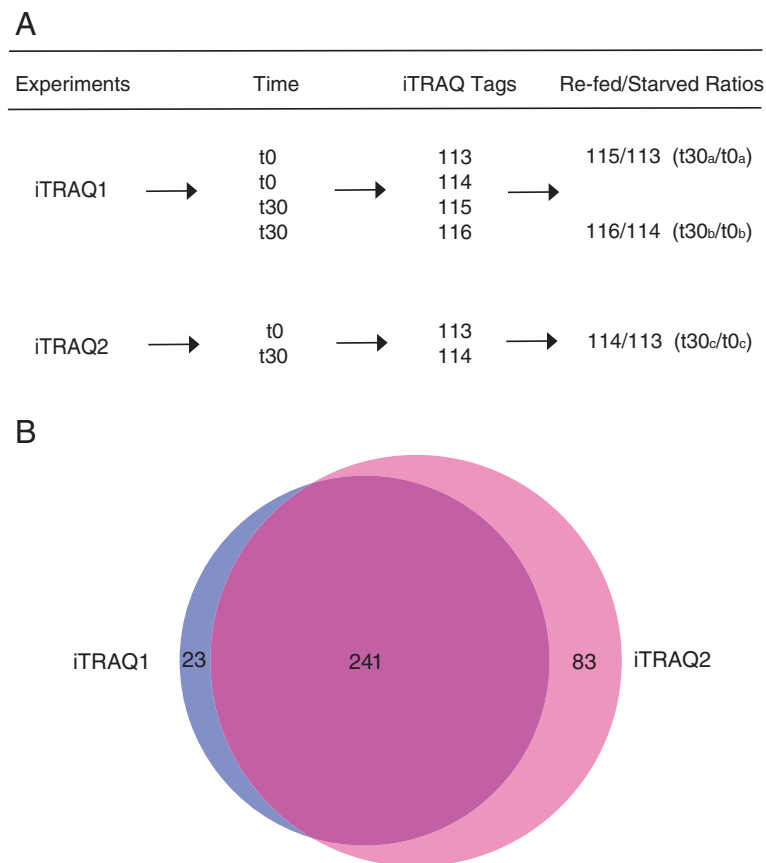 A
Experiments Time iTRAQ Tags Re-fed/Starved Ratios
iTRAQ1
t0 113 115/113 (t30a/t0a)
t0 114
t30 115
t30 116 116/114 (t30b/t0b)
iTRAQ2
t0 113 114/113 (t30c/t0c)
t30 114
B
iTRAQ1 23 241 83 iTRAQ2